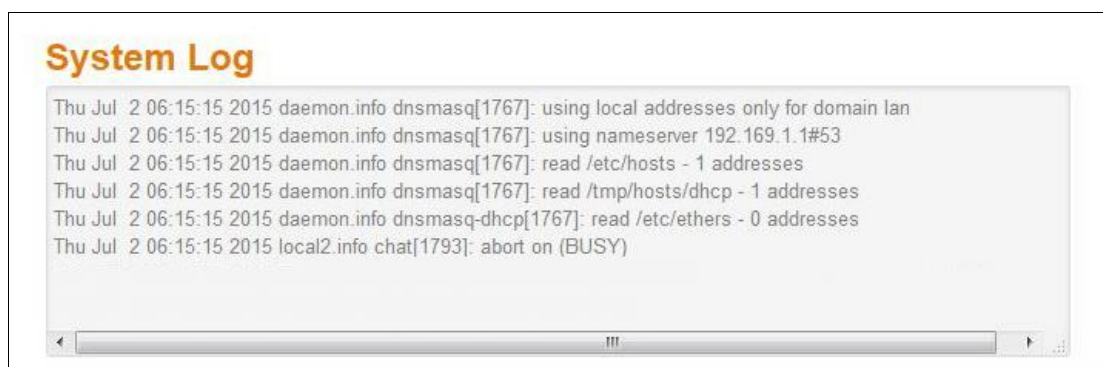 System Log
Thu Jul  2 06:15:15 2015 daemon.info dnsmasq[1767]: using local addresses only for domain lan
Thu Jul  2 06:15:15 2015 daemon.info dnsmasq[1767]: using nameserver 192.169.1.1#53
Thu Jul  2 06:15:15 2015 daemon.info dnsmasq[1767]: read /etc/hosts - 1 addresses
Thu Jul  2 06:15:15 2015 daemon.info dnsmasq[1767]: read /tmp/hosts/dhcp - 1 addresses
Thu Jul  2 06:15:15 2015 daemon.info dnsmasq-dhcp[1767]: read /etc/ethers - 0 addresses
Thu Jul  2 06:15:15 2015 local2.info chat[1793]: abort on (BUSY)